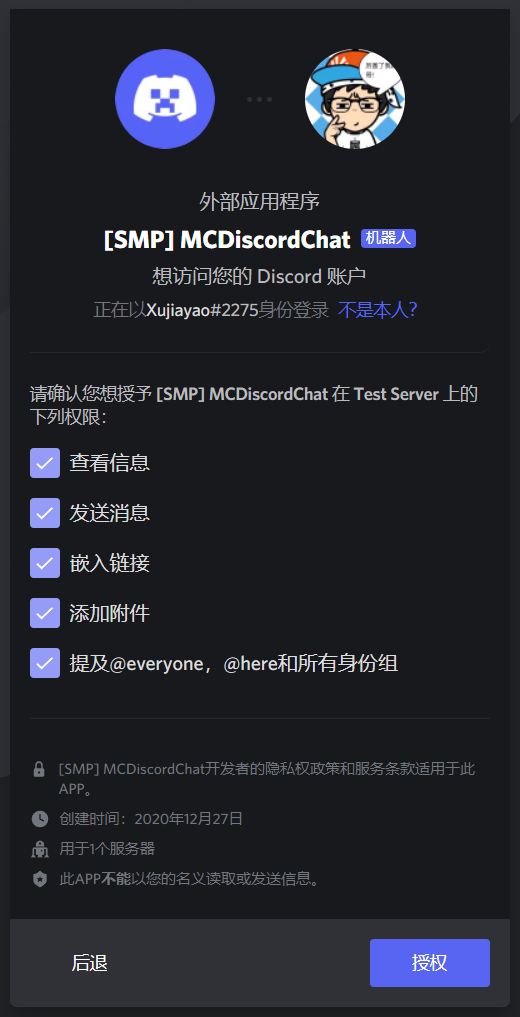 外部应用程序
[SMP] MCDiscordChat 机器人
想访问您的 Discord 账户
正在以Xujiayao#2275身份登录 不是本人?
请确认您想授予 [SMP] MCDiscordChat 在 Test Server 上的
下列权限：
查看信息
发送消息
嵌入链接
添加附件
提及@everyone，@here和所有身份组
[SMP] MCDiscordChat开发者的隐私权政策和服务条款适用于此
APP。
创建时间：2020年12月27日
用于1个服务器
此APP不能以您的名义读取或发送信息。
后退
授权